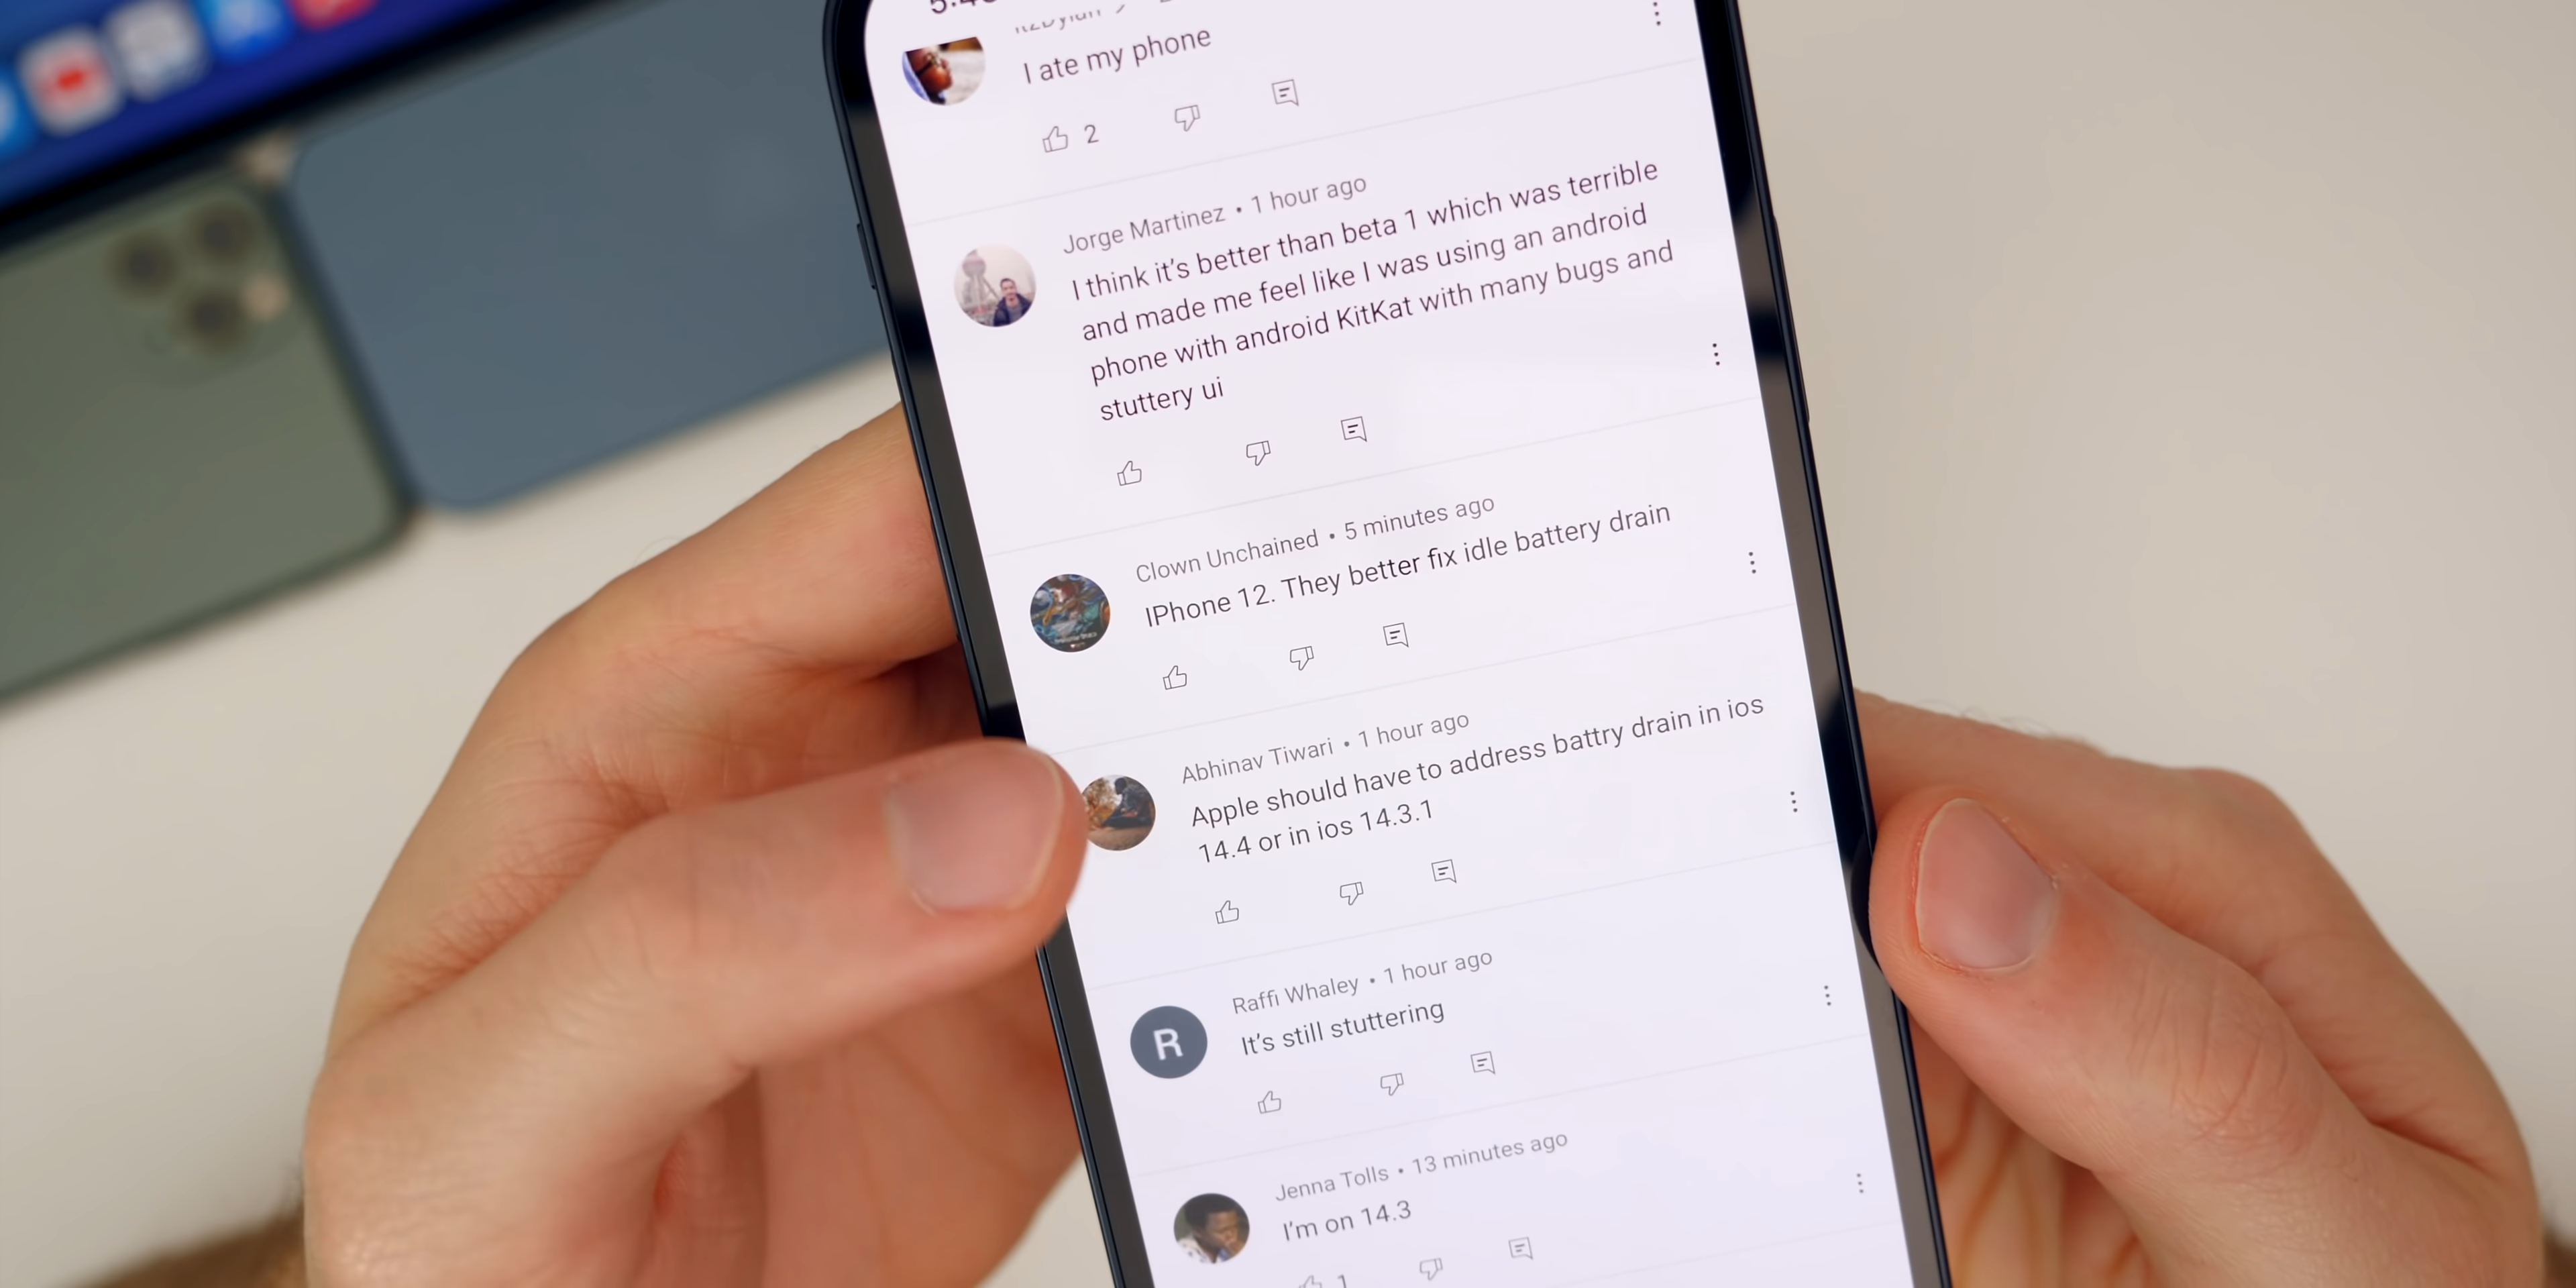 I ate my phone
2
Jorge Martinez • 1 hour ago
I think it's better than beta 1 which was terrible
and made me feel like I was using an android
phone with android KitKat with many bugs and
stuttery ui
Clown Unchained • 5 minutes ago
IPhone 12. They better fix idle battery drain
Abhinav Tiwari • 1 hour ago
Apple should have to address battry drain in ios
14.4 or in ios 14.3.1
R
Raffi Whaley • 1 hour ago
It's still stuttering
Jenna Tolls • 13 minutes ago
I'm on 14.3
1